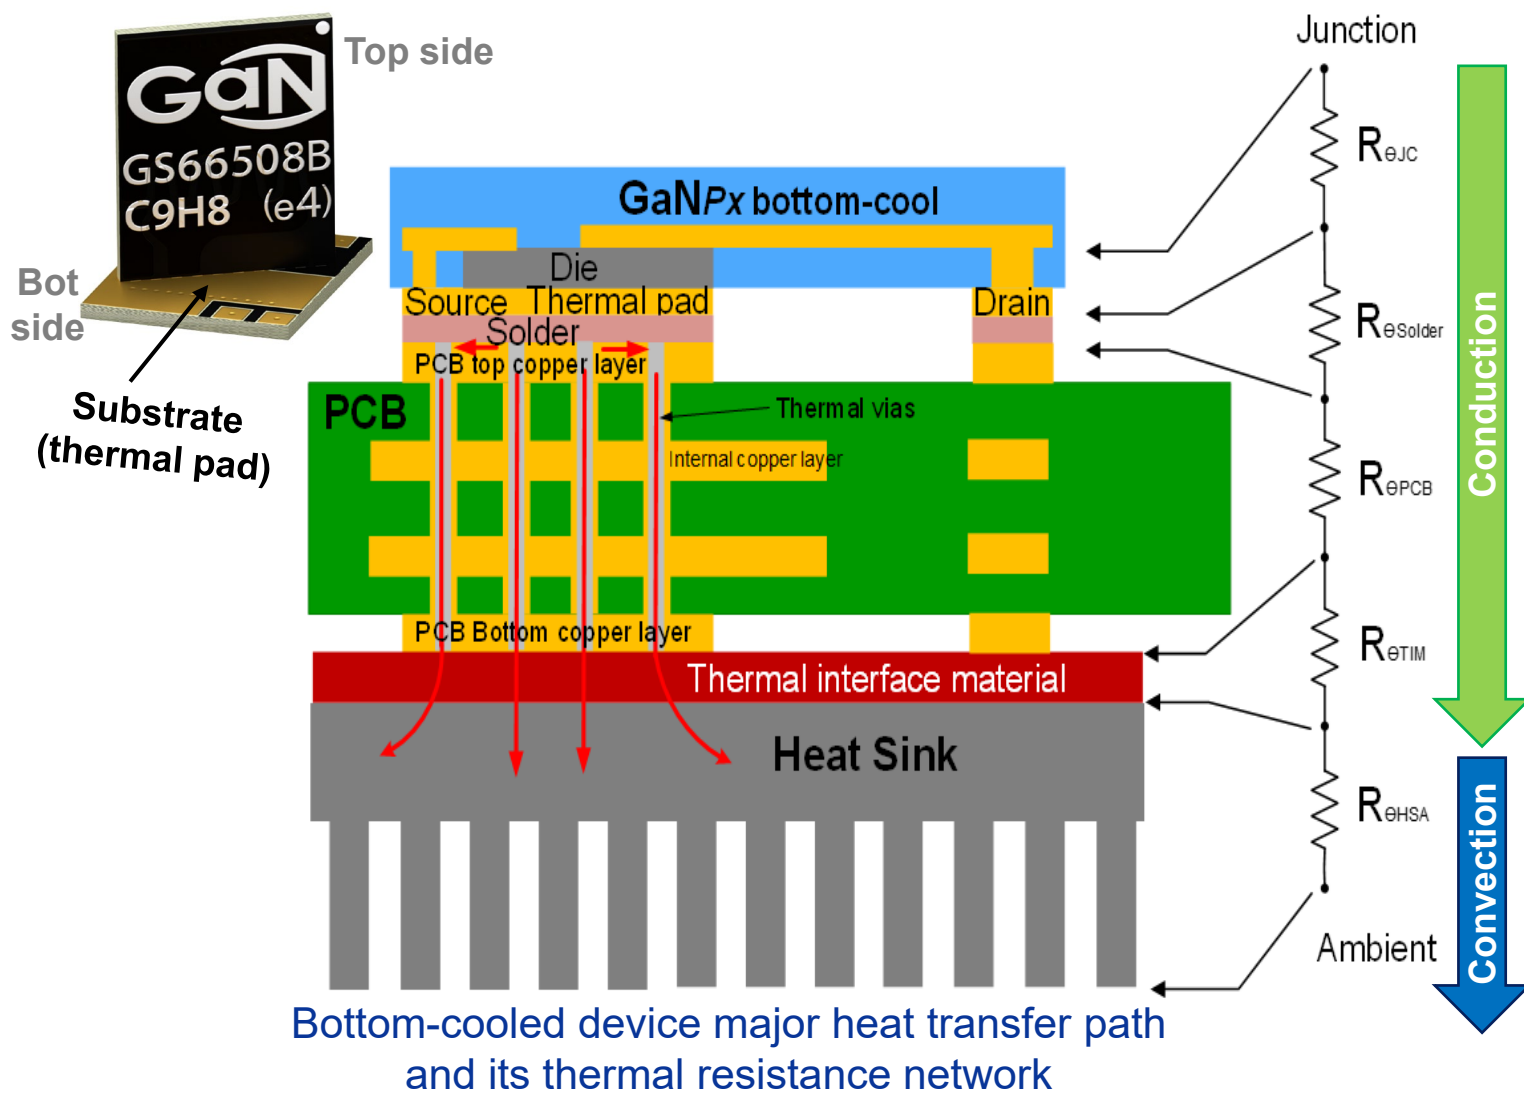 GaN
GS66508B
C9H8 (e4)
Top side
Bot
side
Substrate
(thermal pad)
GaNPx bottom-cool
Die
Source
Thermal pad
Drain
Solder
PCB top copper layer
PCB
Thermal vias
Internal copper layer
PCB Bottom copper layer
Thermal interface material
Heat Sink
Junction
RθJC
RθSolder
RθPCB
RθTIM
RθHSA
Ambient
Conduction
Convection
Bottom-cooled device major heat transfer path
and its thermal resistance network